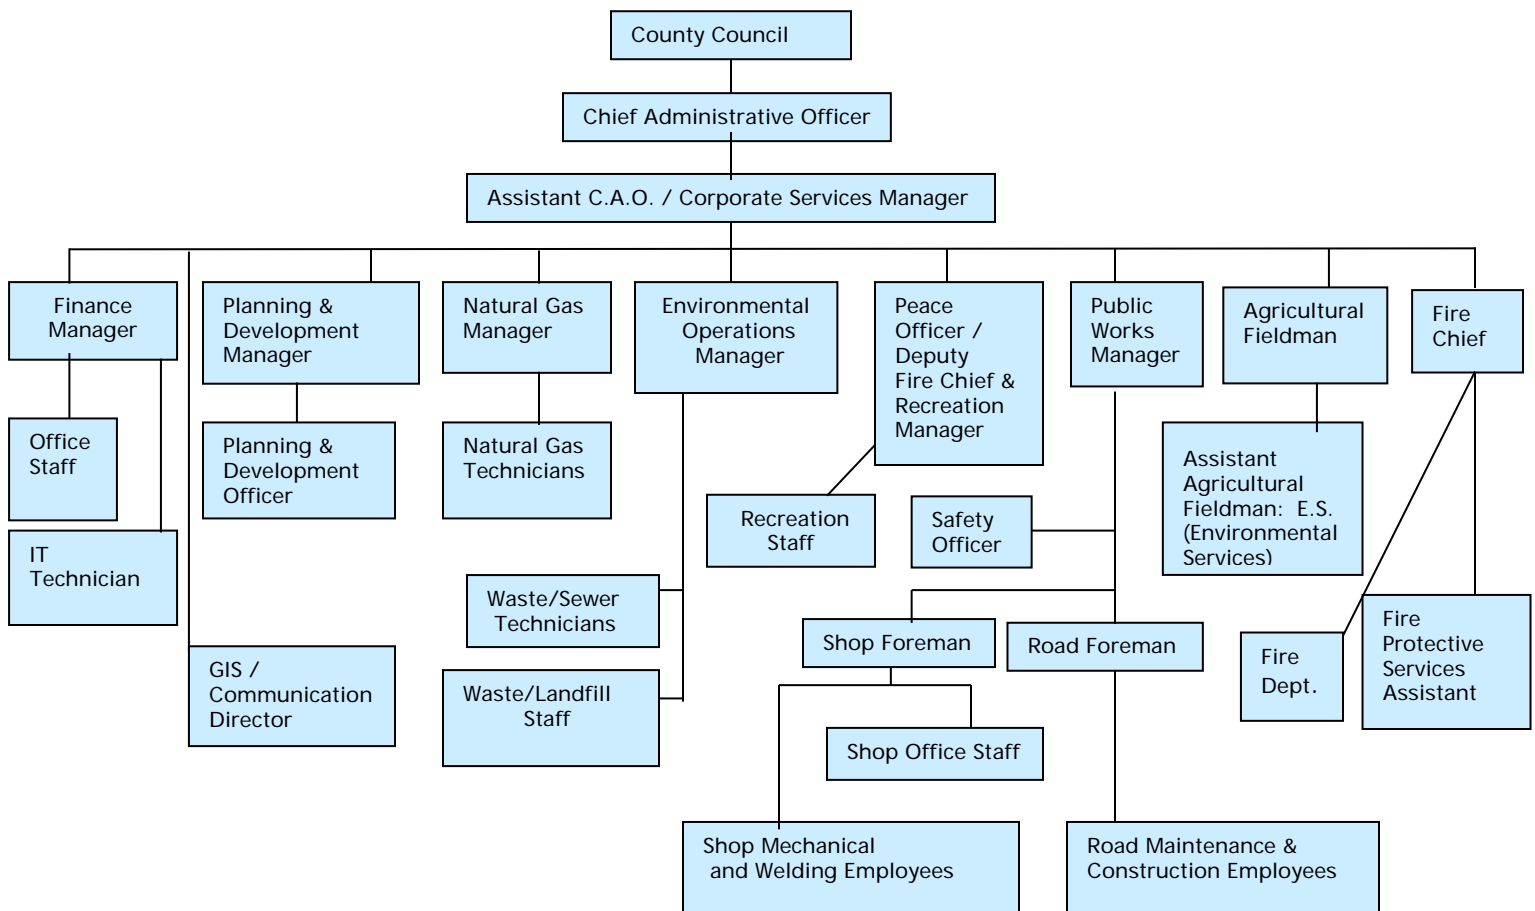 County Council
Chief Administrative Officer
Assistant C.A.O. / Corporate Services Manager
Finance
Manager
Planning &
Development
Manager
Natural Gas
Manager
Environmental
Operations
Manager
Peace
Officer /
Deputy
Fire Chief &
Recreation
Manager
Public
Works
Manager
Agricultural
Fieldman
Fire
Chief
Office
Staff
Planning &
Development
Officer
Natural Gas
Technicians
Assistant
Agricultural
Fieldman:  E.S.
(Environmental
Services)
Recreation
Staff
Safety
Officer
IT
Technician
Waste/Sewer
Technicians
Shop Foreman
Road Foreman
Fire
Dept.
Fire
Protective
Services
Assistant
GIS /
Communication
Director
Waste/Landfill
Staff
Shop Office Staff
Shop Mechanical
and Welding Employees
Road Maintenance &
Construction Employees